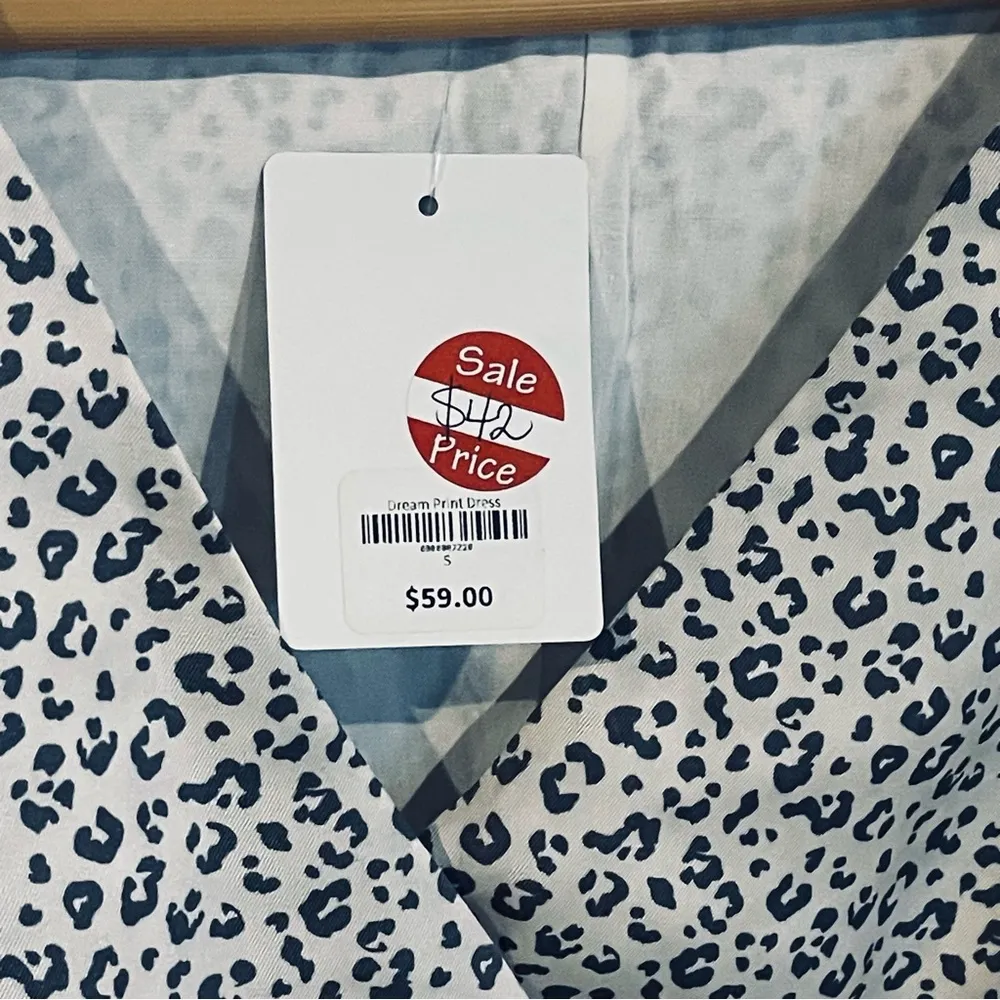 Sale
$42
Price
Dream Print Dress
S
$59.00